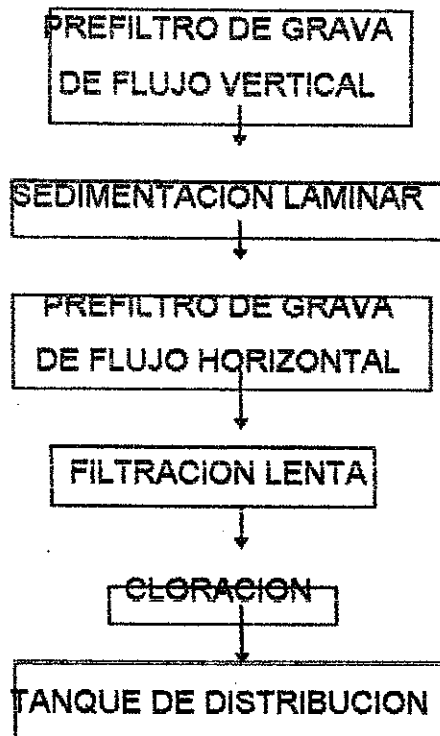 PREFILTRO DE GRAVA
DE FLUJO VERTICAL
SEDIMENTACION LAMINAR
PREFILTRO DE GRAVA
DE FLUJO HORIZONTAL
FILTRACION LENTA
CLORACION
TANQUE DE DISTRIBUCION